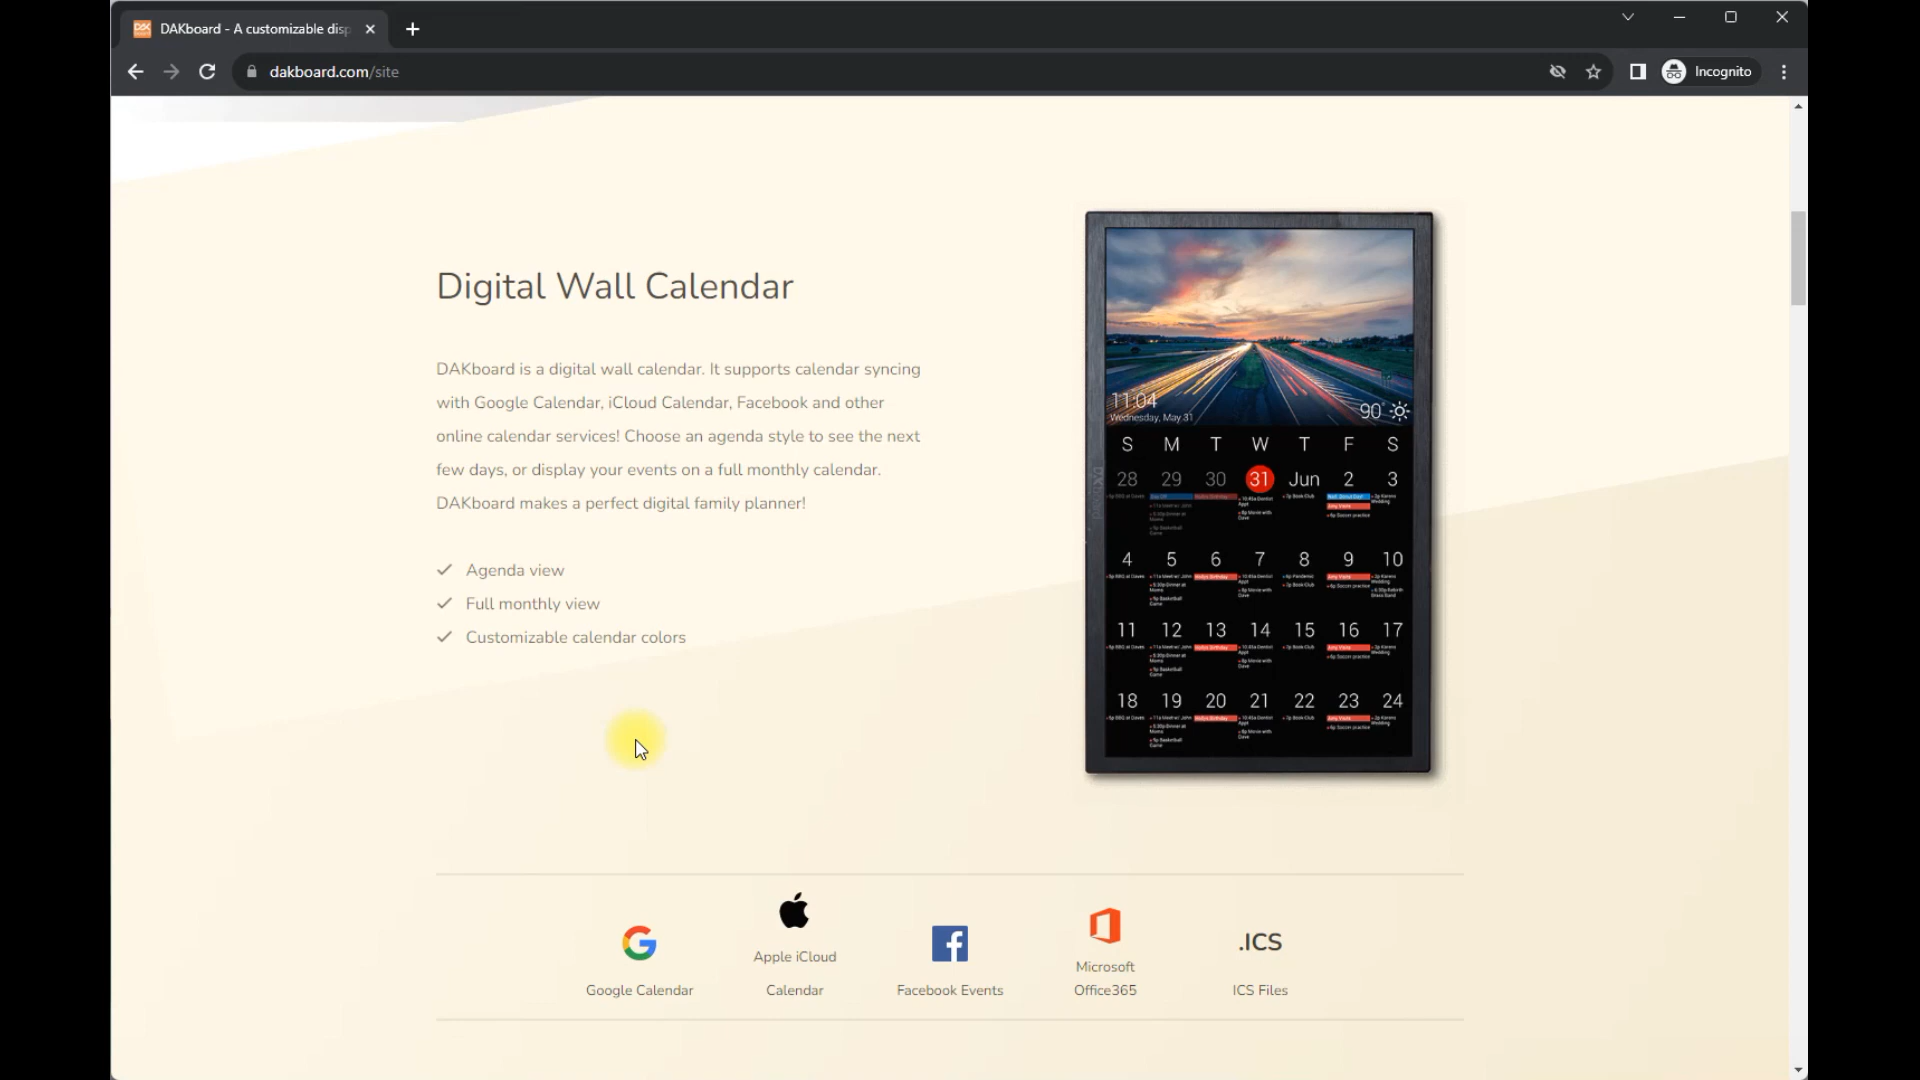 DAKboard - A customizable disp
dakboard.com/site
Incognito
Digital Wall Calendar
DAKboard is a digital wall calendar. It supports calendar syncing
with Google Calendar, iCloud Calendar, Facebook and other
online calendar services! Choose an agenda style to see the next
few days, or display your events on a full monthly calendar.
DAKboard makes a perfect digital family planner!
Agenda view
Full monthly view
Customizable calendar colors
11:04
Wednesday, May 31
90°
S M T W T F S
28 29 30 31 Jun 2 3
4 5 6 7 8 9 10
11 12 13 14 15 16 17
18 19 20 21 22 23 24
Google Calendar
Apple iCloud
Calendar
Facebook Events
Microsoft
Office365
.ICS
ICS Files